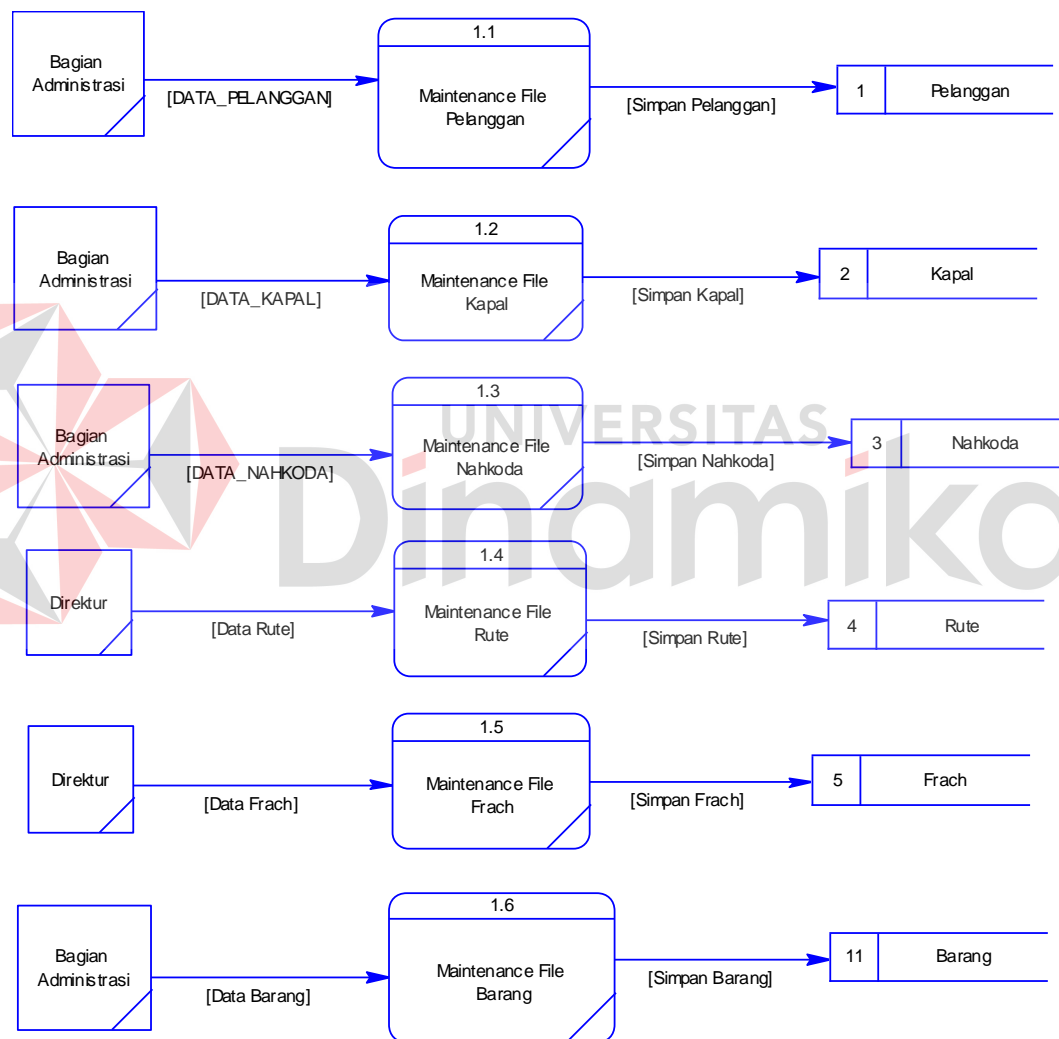 1.1
Bagian
Administrasi
[DATA_PELANGGAN]
Maintenance File
Pelanggan
[Simpan Pelanggan]
1
Pelanggan
1.2
Bagian
Administrasi
[DATA_KAPAL]
Maintenance File
Kapal
[Simpan Kapal]
2
Kapal
1.3
Bagian
Administrasi
[DATA_NAHKODA]
Maintenance File
Nahkoda
[Simpan Nahkoda]
3
Nahkoda
UNIVERSITAS
Dinamika
1.4
Direktur
[Data Rute]
Maintenance File
Rute
[Simpan Rute]
4
Rute
1.5
Direktur
[Data Frach]
Maintenance File
Frach
[Simpan Frach]
5
Frach
1.6
Bagian
Administrasi
[Data Barang]
Maintenance File
Barang
[Simpan Barang]
11
Barang